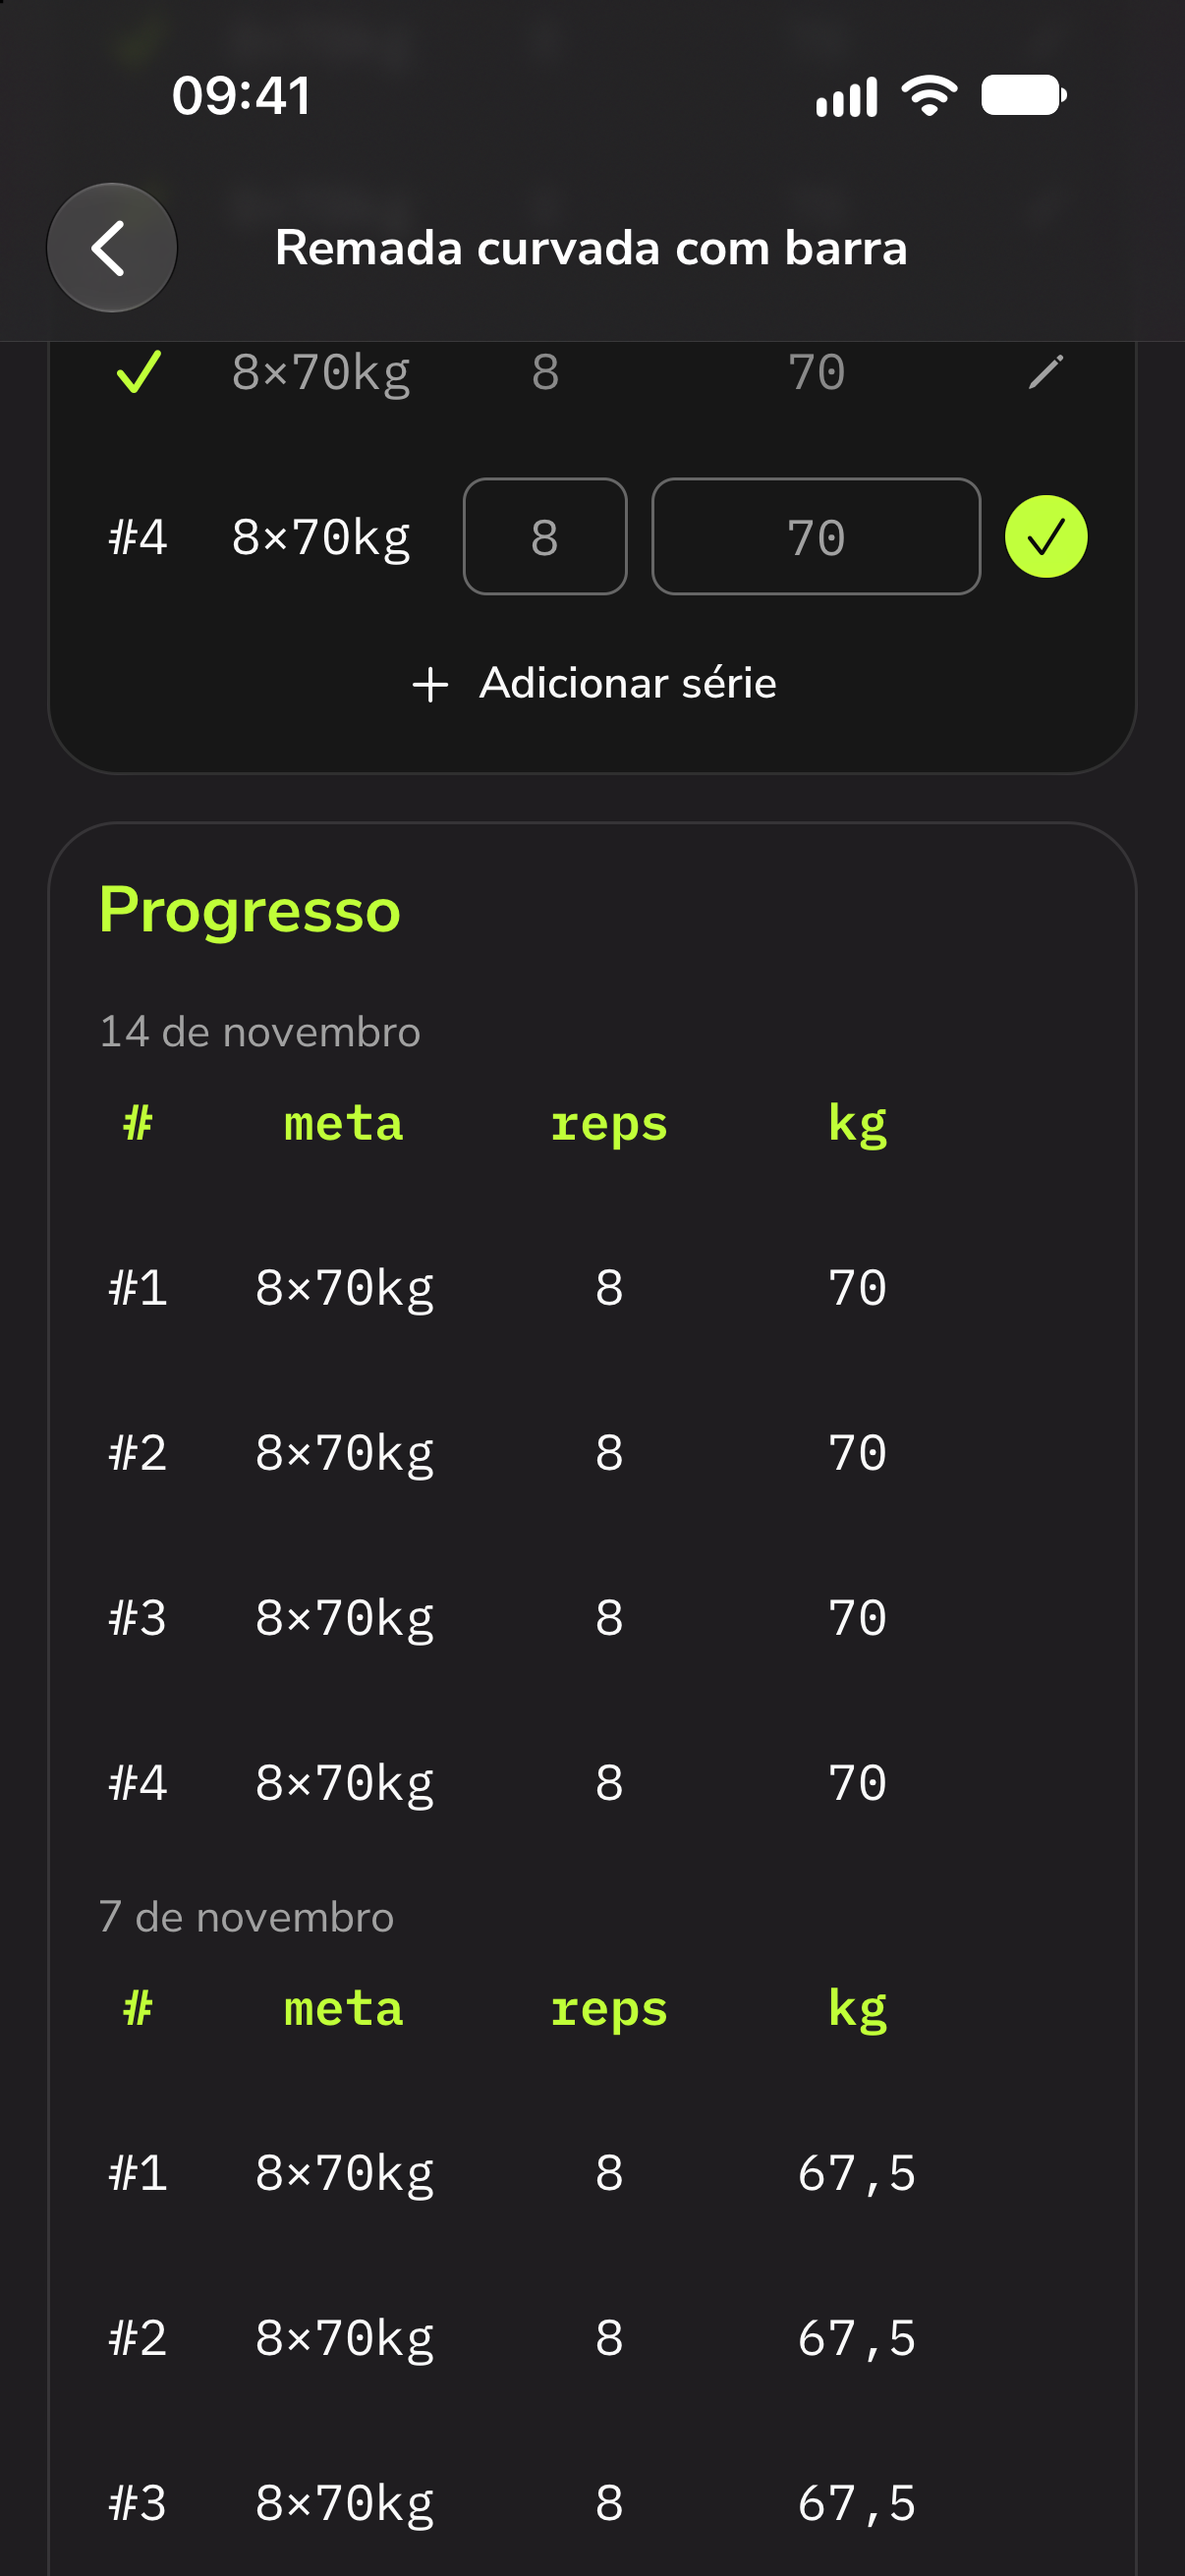 09:41
Remada curvada com barra
8×70kg 8 70
#4 8×70kg 8 70
+ Adicionar série
Progresso
14 de novembro
# meta reps kg
#1 8×70kg 8 70
#2 8×70kg 8 70
#3 8×70kg 8 70
#4 8×70kg 8 70
7 de novembro
# meta reps kg
#1 8×70kg 8 67,5
#2 8×70kg 8 67,5
#3 8×70kg 8 67,5